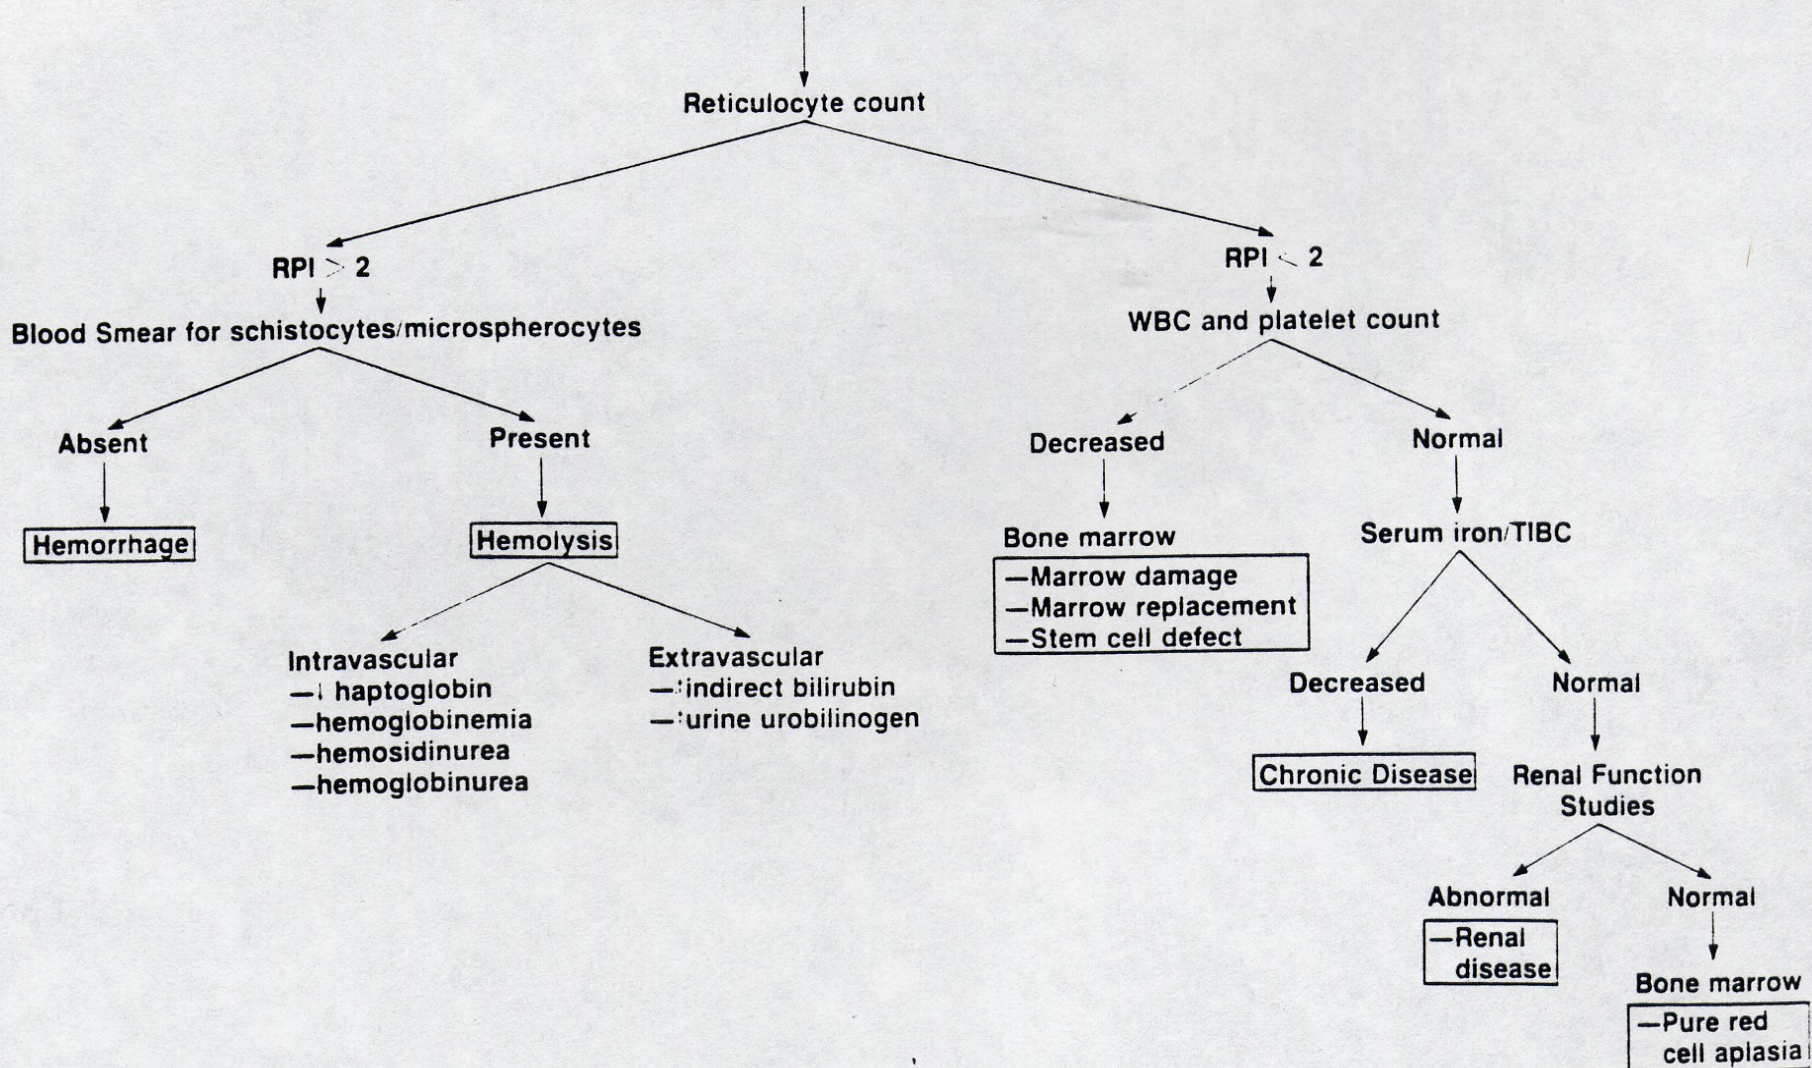 Reticulocyte count
RPI > 2
RPI < 2
Blood Smear for schistocytes/microspherocytes
WBC and platelet count
Absent
Present
Decreased
Normal
Hemorrhage
Hemolysis
Bone marrow
—Marrow damage
—Marrow replacement
—Stem cell defect
Serum iron/TIBC
Intravascular
—↓ haptoglobin
—hemoglobinemia
—hemosidinurea
—hemoglobinurea
Extravascular
—indirect bilirubin
—urine urobilinogen
Decreased
Normal
Chronic Disease
Renal Function
Studies
Abnormal
Normal
—Renal
disease
Bone marrow
—Pure red
cell aplasia